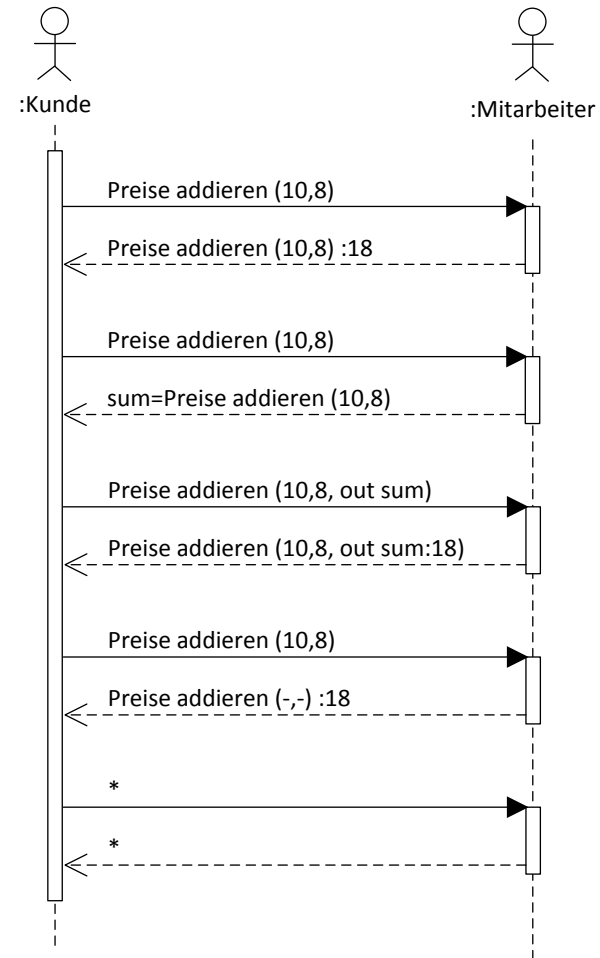 :Kunde
:Mitarbeiter
Preise addieren (10,8)
Preise addieren (10,8) :18
Preise addieren (10,8)
sum=Preise addieren (10,8)
Preise addieren (10,8, out sum)
Preise addieren (10,8, out sum:18)
Preise addieren (10,8)
Preise addieren (-,-) :18
*
*